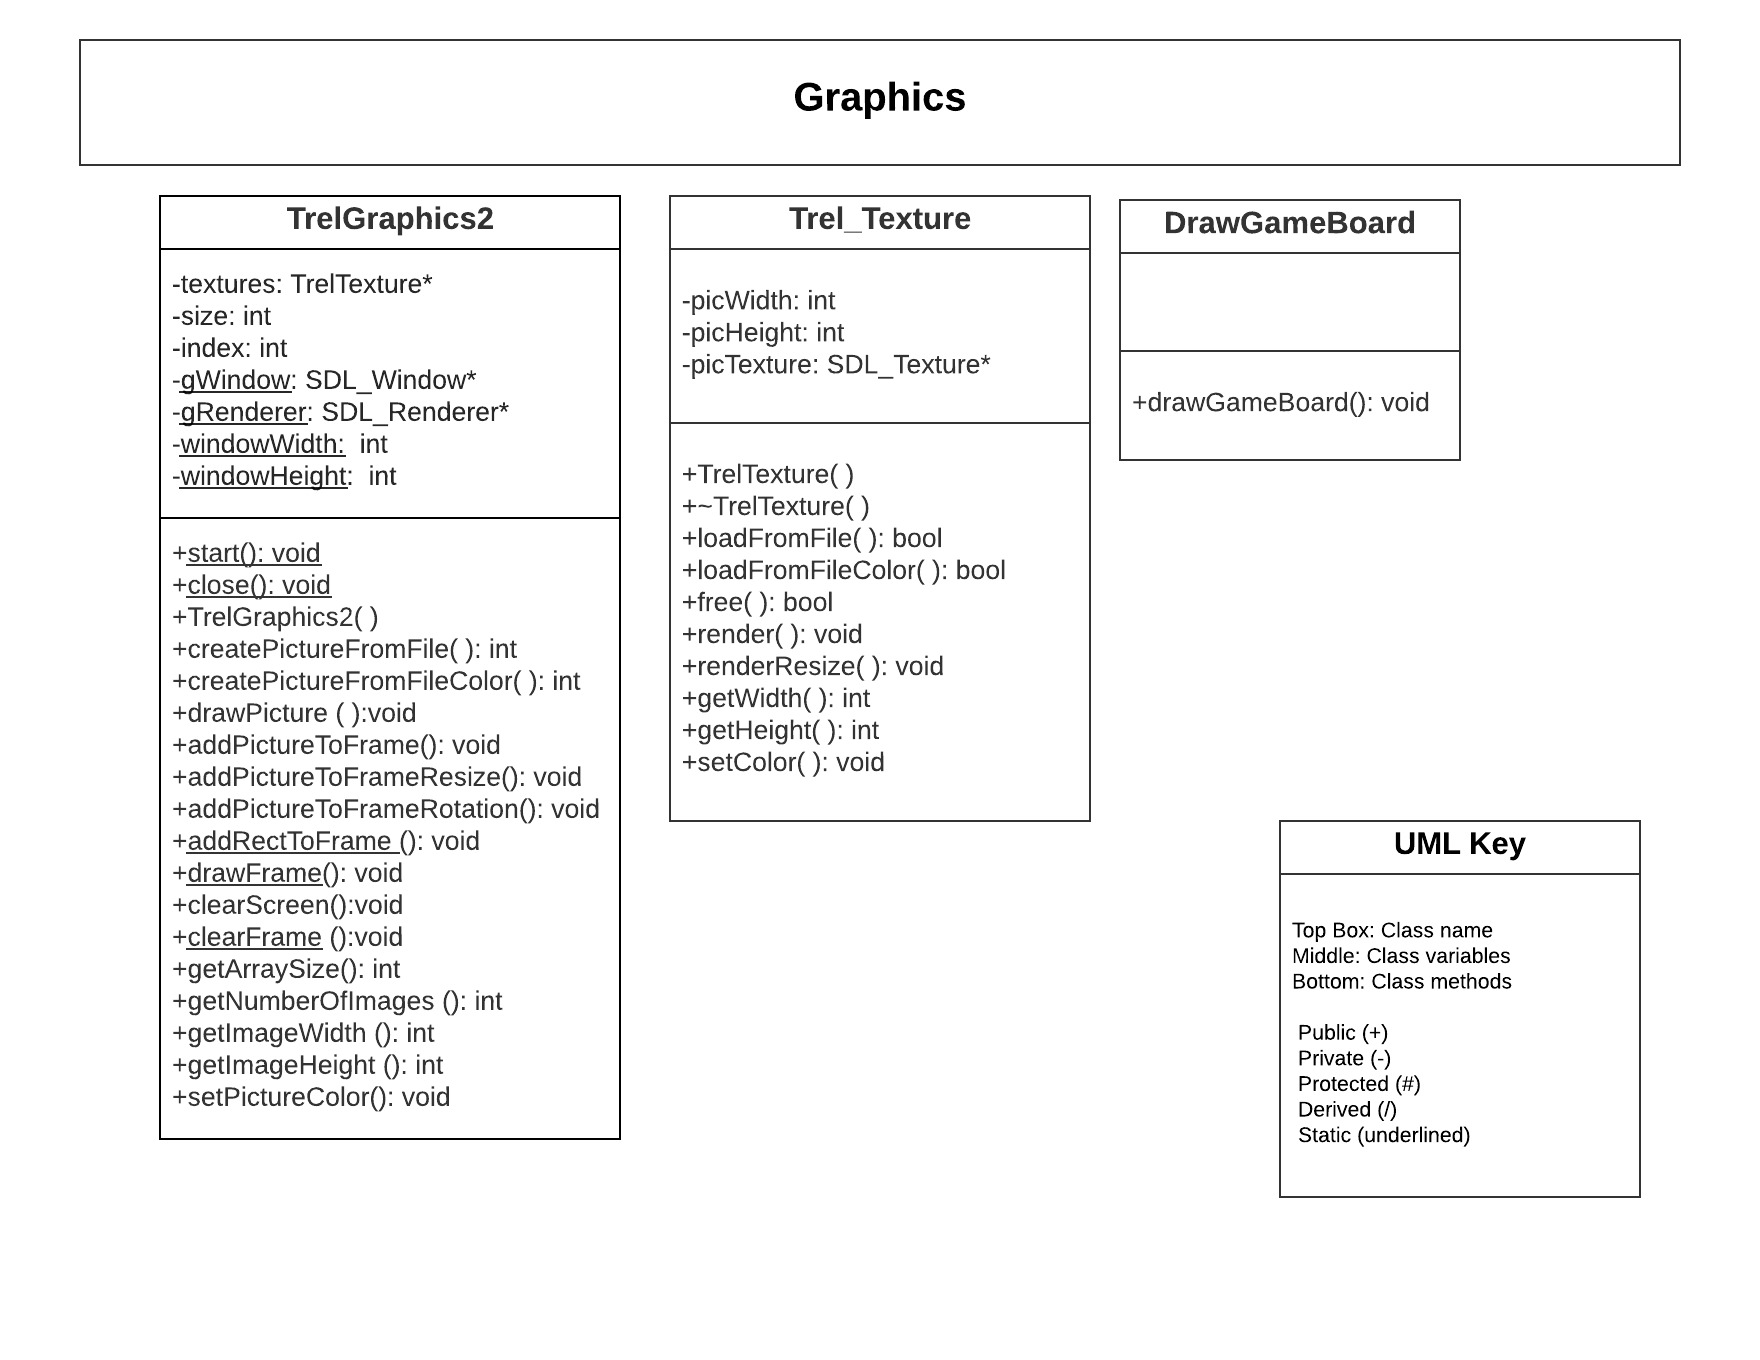 Graphics
TrelGraphics2
-textures: TrelTexture*
-size: int
-index: int
-gWindow: SDL_Window*
-gRenderer: SDL_Renderer*
-windowWidth:  int
-windowHeight:  int
+start(): void
+close(): void
+TrelGraphics2( )
+createPictureFromFile( ): int
+createPictureFromFileColor( ): int
+drawPicture ( ):void
+addPictureToFrame(): void
+addPictureToFrameResize(): void
+addPictureToFrameRotation(): void
+addRectToFrame (): void
+drawFrame(): void
+clearScreen():void
+clearFrame ():void
+getArraySize(): int
+getNumberOfImages (): int
+getImageWidth (): int
+getImageHeight (): int
+setPictureColor(): void
Trel_Texture
-picWidth: int
-picHeight: int
-picTexture: SDL_Texture*
+TrelTexture( )
+~TrelTexture( )
+loadFromFile( ): bool
+loadFromFileColor( ): bool
+free( ): bool
+render( ): void
+renderResize( ): void
+getWidth( ): int
+getHeight( ): int
+setColor( ): void
DrawGameBoard
+drawGameBoard(): void
UML Key
Top Box: Class name
Middle: Class variables
Bottom: Class methods
Public (+)
Private (-)
Protected (#)
Derived (/)
Static (underlined)